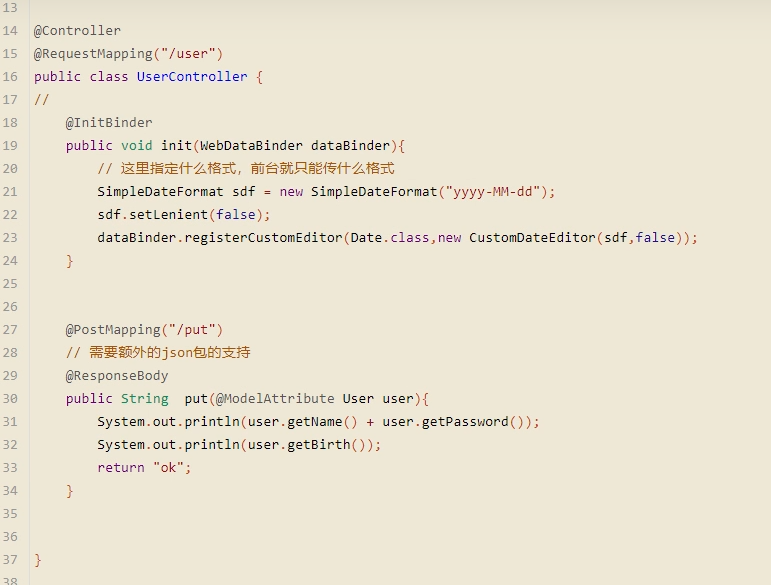 13
14 @Controller
15 @RequestMapping("/user")
16 public class UserController {
17 //
18     @InitBinder
19     public void init(WebDataBinder dataBinder){
20         // 这里指定什么格式，前台就只能传什么格式
21         SimpleDateFormat sdf = new SimpleDateFormat("yyyy-MM-dd");
22         sdf.setLenient(false);
23         dataBinder.registerCustomEditor(Date.class,new CustomDateEditor(sdf,false));
24     }
25
26
27     @PostMapping("/put")
28     // 需要额外的json包的支持
29     @ResponseBody
30     public String  put(@ModelAttribute User user){
31         System.out.println(user.getName() + user.getPassword());
32         System.out.println(user.getBirth());
33         return "ok";
34     }
35
36
37 }
38